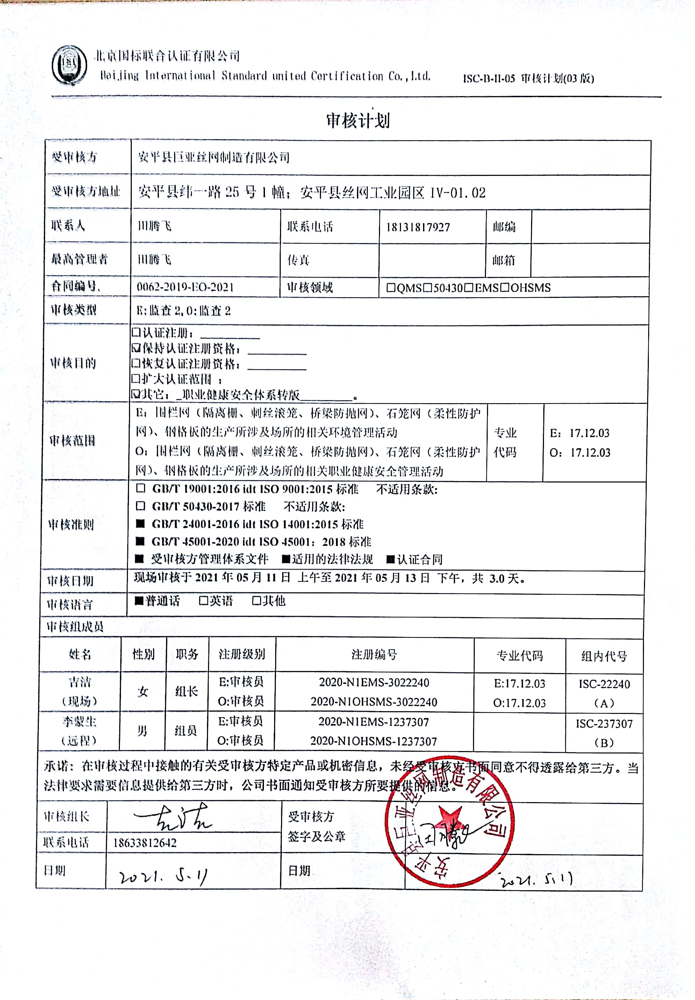 北京国标联合认证有限公司
Beijing International Standard united Certification Co.,Ltd. ISC-B-II-05 审核计划(03版)
审核计划
受审核方 安平县巨亚丝网制造有限公司
受审核方地址 安平县纬一路25号1幢；安平县丝网工业园区IV-01.02
联系人 田腾飞 联系电话 18131817927 邮编
最高管理者 田腾飞 传真 邮箱
合同编号. 0062-2019-EO-2021 审核领域 □QMS□50430□EMS□OHSMS
审核类型 E:监查2,O:监查2
审核目的
□认证注册：
☑保持认证注册资格：
□恢复认证注册资格：
□扩大认证范围 ：
☑其它：_职业健康安全体系转版_________。
审核范围
E：围栏网（隔离栅、刺丝滚笼、桥梁防抛网）、石笼网（柔性防护
网）、钢格板的生产所涉及场所的相关环境管理活动
O：围栏网（隔离栅、刺丝滚笼、桥梁防抛网）、石笼网（柔性防护
网）、钢格板的生产所涉及场所的相关职业健康安全管理活动
专业
代码
E：17.12.03
O：17.12.03
审核准则
□ GB/T 19001:2016 idt ISO 9001:2015 标准 不适用条款:
□ GB/T 50430-2017 标准 不适用条款:
■ GB/T 24001-2016 idt ISO 14001:2015 标准
■ GB/T 45001-2020 idt ISO 45001：2018 标准
■ 受审核方管理体系文件 ■适用的法律法规 ■认证合同
审核日期 现场审核于 2021 年 05 月 11 日 上午至 2021 年 05 月 13 日 下午，共 3.0 天。
审核语言 ■普通话 □英语 □其他
审核组成员
姓名 性别 职务 注册级别 注册编号 专业代码 组内代号
吉洁
（现场）
女 组长
E:审核员
O:审核员
2020-N1EMS-3022240
2020-N1OHSMS-3022240
E:17.12.03
O:17.12.03
ISC-22240
（A）
李蒙生
（远程）
男 组员
E:审核员
O:审核员
2020-N1EMS-1237307
2020-N1OHSMS-1237307
ISC-237307
（B）
承诺：在审核过程中接触的有关受审核方特定产品或机密信息，未经受审核方书面同意不得透露给第三方。当
法律要求需要信息提供给第三方时，公司书面通知受审核方所要提供的信息。
审核组长 吉洁
受审核方
签字及公章
田腾飞
安平县巨亚丝网制造有限公司
联系电话 18633812642
日期 2021.5.11 日期 2021.5.11